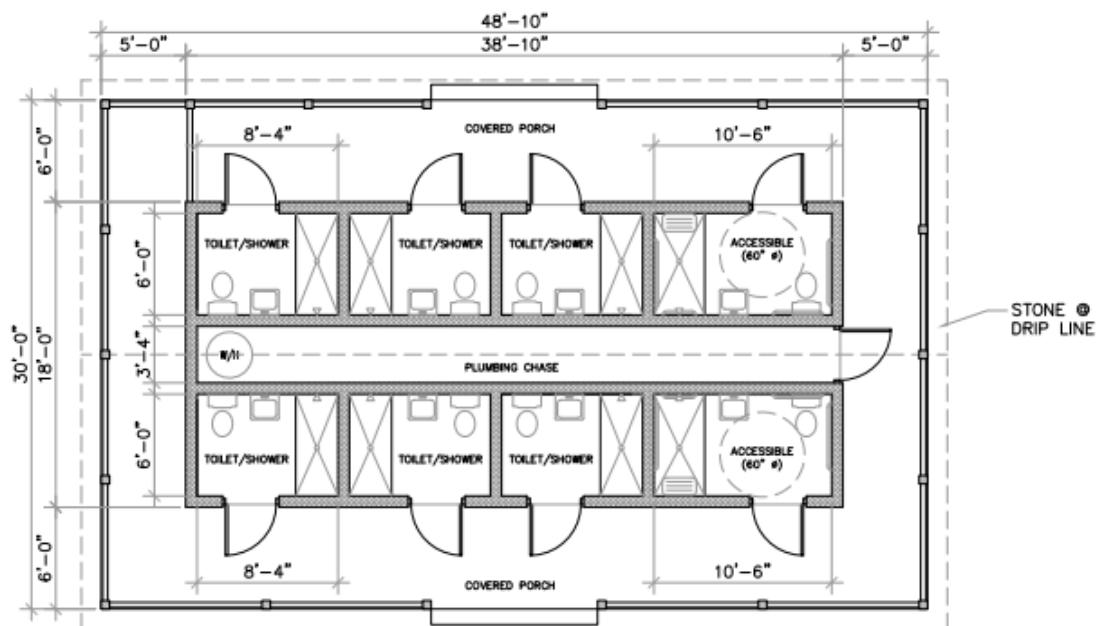 48'-10"
5'-0" 38'-10" 5'-0"
6'-0"
8'-4"
COVERED PORCH
10'-6"
6'-0"
TOILET/SHOWER TOILET/SHOWER TOILET/SHOWER ACCESSIBLE
(60" ø)
30'-0"
18'-0"
3'-4"
W/H
PLUMBING CHASE
STONE @
DRIP LINE
6'-0"
TOILET/SHOWER TOILET/SHOWER TOILET/SHOWER ACCESSIBLE
(60" ø)
6'-0"
8'-4"
COVERED PORCH
10'-6"